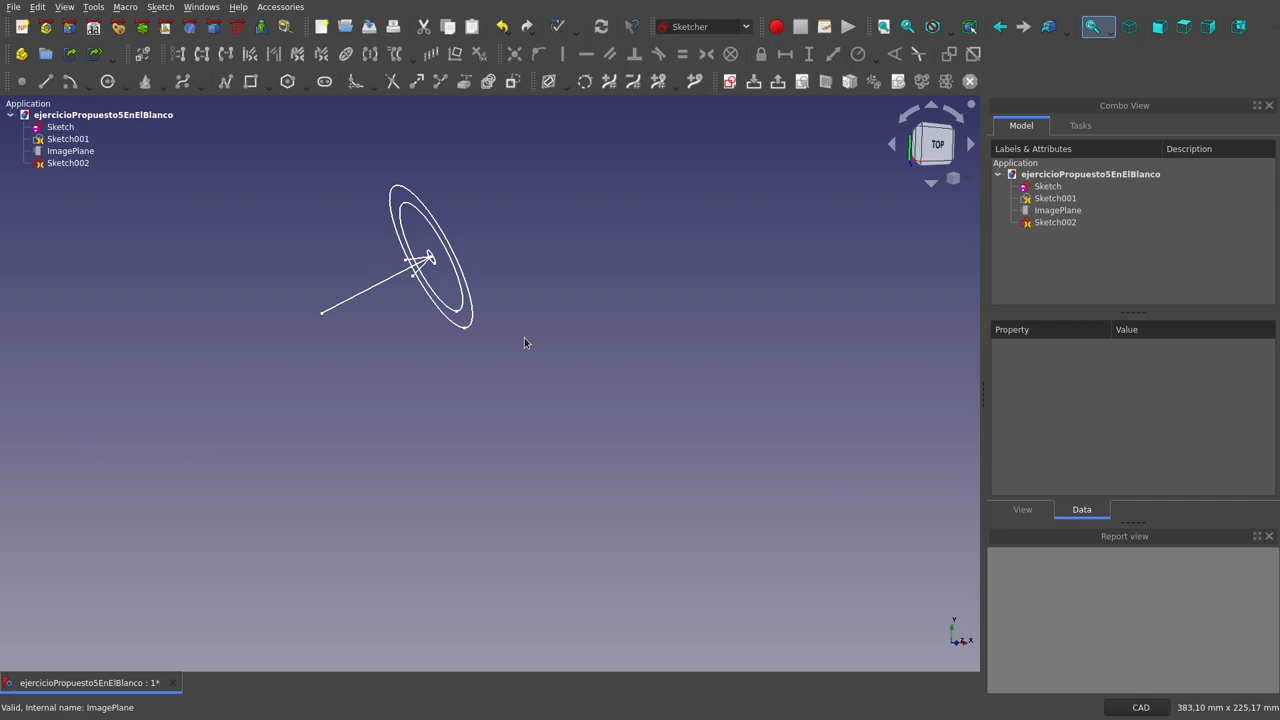 File Edit View Tools Macro Sketch Windows Help Accessories
Sketcher
Application
ejercicioPropuesto5EnElBlanco
Sketch
Sketch001
ImagePlane
Sketch002
TOP
Y
Z X
Combo View
Model Tasks
Labels & Attributes Description
Application
ejercicioPropuesto5EnElBlanco
Sketch
Sketch001
ImagePlane
Sketch002
Property Value
View Data
Report view
ejercicioPropuesto5EnElBlanco : 1*
Valid, Internal name: ImagePlane
CAD 383,10 mm x 225,17 mm